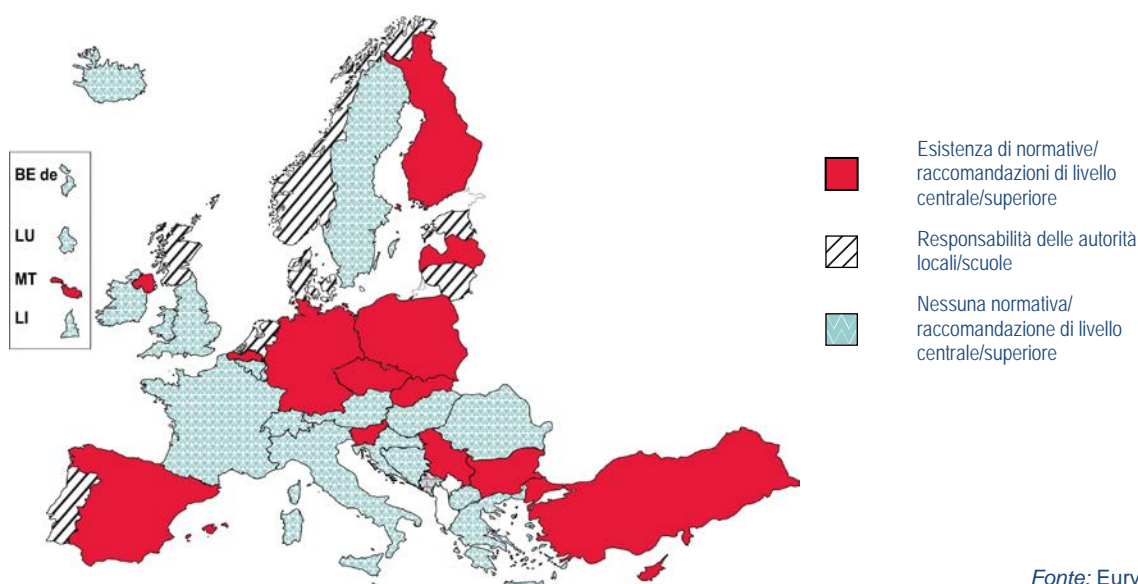 BE de
LU
MT
LI
Esistenza di normative/
raccomandazioni di livello
centrale/superiore
Responsabilità delle autorità
locali/scuole
Nessuna normativa/
raccomandazione di livello
centrale/superiore
Fonte: Eury